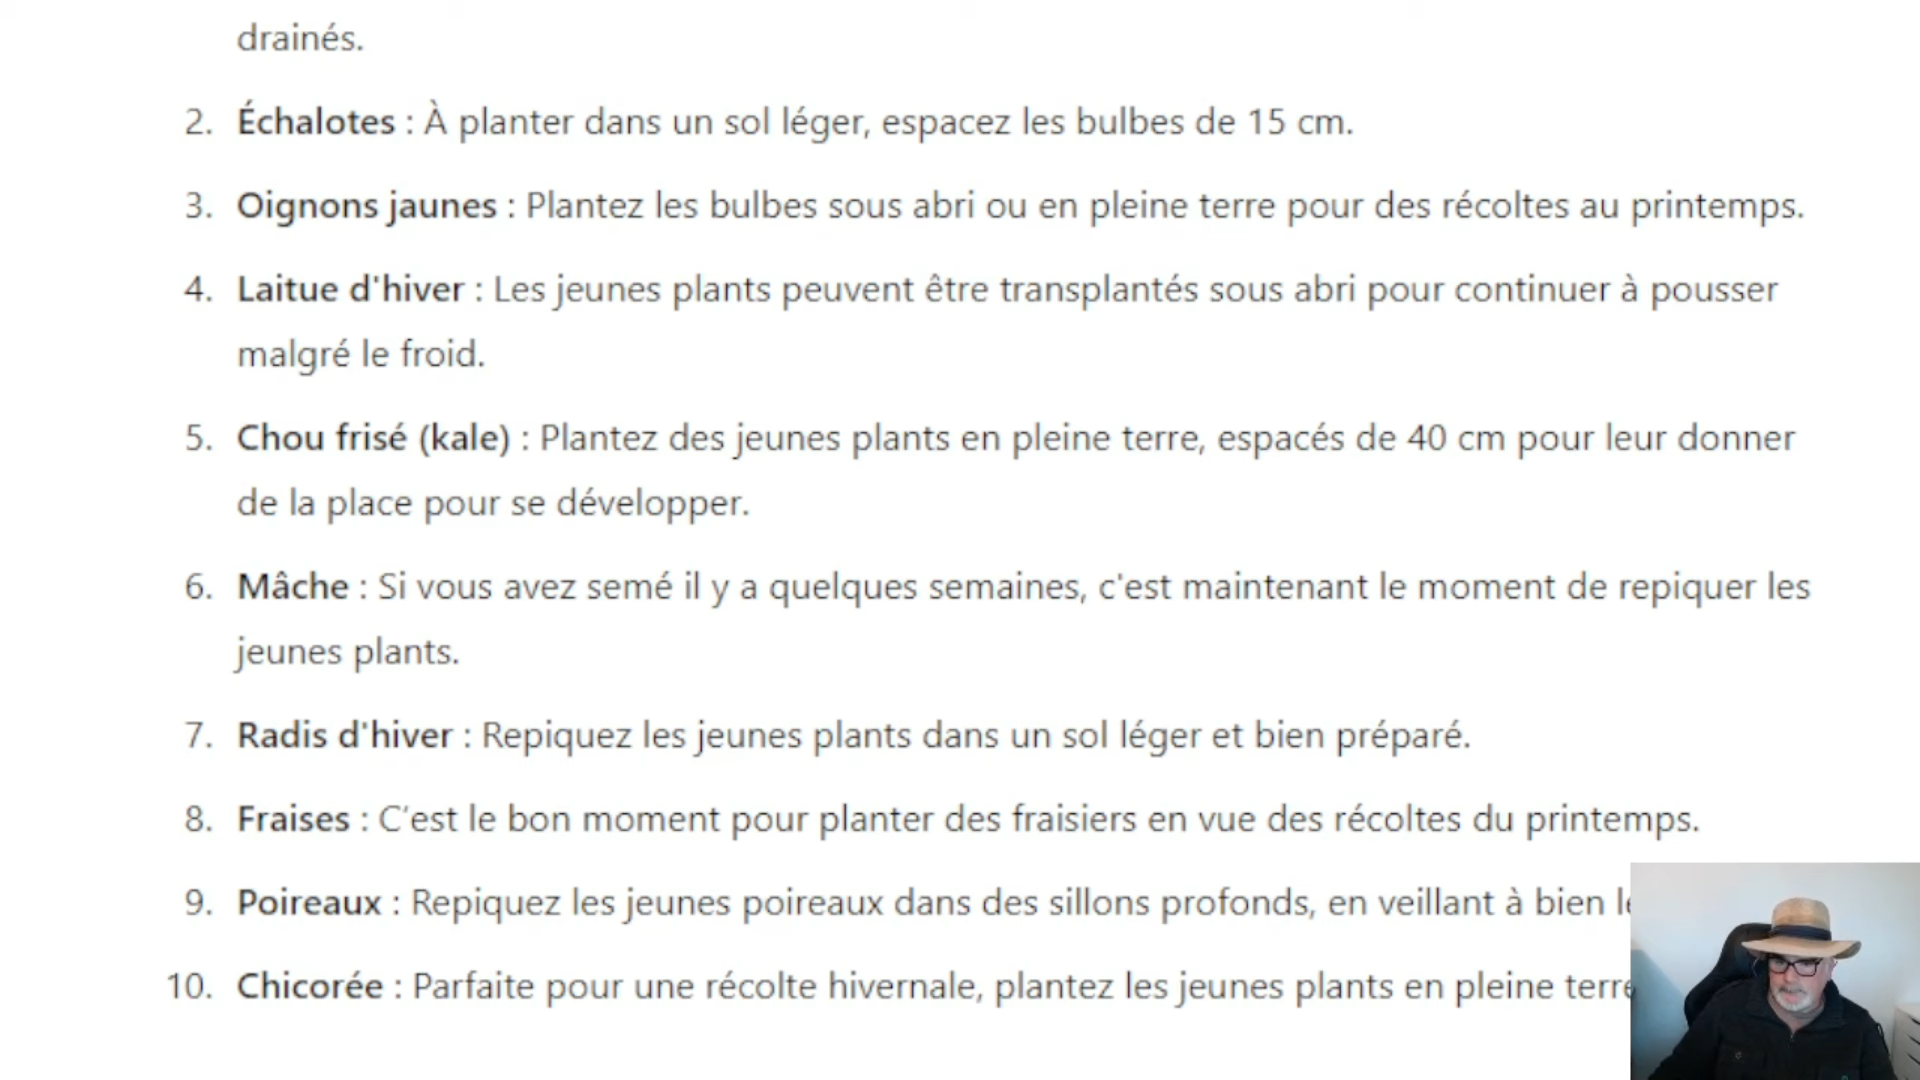 drainés.
2. Échalotes : À planter dans un sol léger, espacez les bulbes de 15 cm.
3. Oignons jaunes : Plantez les bulbes sous abri ou en pleine terre pour des récoltes au printemps.
4. Laitue d'hiver : Les jeunes plants peuvent être transplantés sous abri pour continuer à pousser
malgré le froid.
5. Chou frisé (kale) : Plantez des jeunes plants en pleine terre, espacés de 40 cm pour leur donner
de la place pour se développer.
6. Mâche : Si vous avez semé il y a quelques semaines, c'est maintenant le moment de repiquer les
jeunes plants.
7. Radis d'hiver : Repiquez les jeunes plants dans un sol léger et bien préparé.
8. Fraises : C’est le bon moment pour planter des fraisiers en vue des récoltes du printemps.
9. Poireaux : Repiquez les jeunes poireaux dans des sillons profonds, en veillant à bien
10. Chicorée : Parfaite pour une récolte hivernale, plantez les jeunes plants en pleine terre